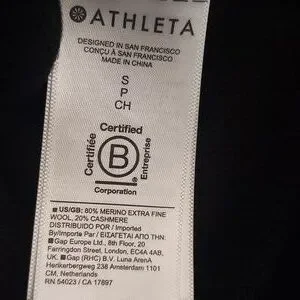 ATHLETA
DESIGNED IN SAN FRANCISCO
CONÇU À SAN FRANCISCO
MADE IN CHINA
S
P
CH
Certified
Certifiée
B
Entreprise
Corporation
US/GB: 80% MERINO EXTRA FINE
WOOL, 20% CASHMERE
DISTRIBUIDO POR / Imported
By/Importe Par / ΕΙΣΑΓΕΤΑΙ ΑΠΟ ΤΗΝ:
Gap Europe Ltd., 8th Floor, 20
Farringdon Street, London, EC4A 4AB,
UK. Gap (RHC) B.V. Luna ArenA
Herikerbergweg 238 Amsterdam 1101
CM, Netherlands
RN 54023 / CA 17897